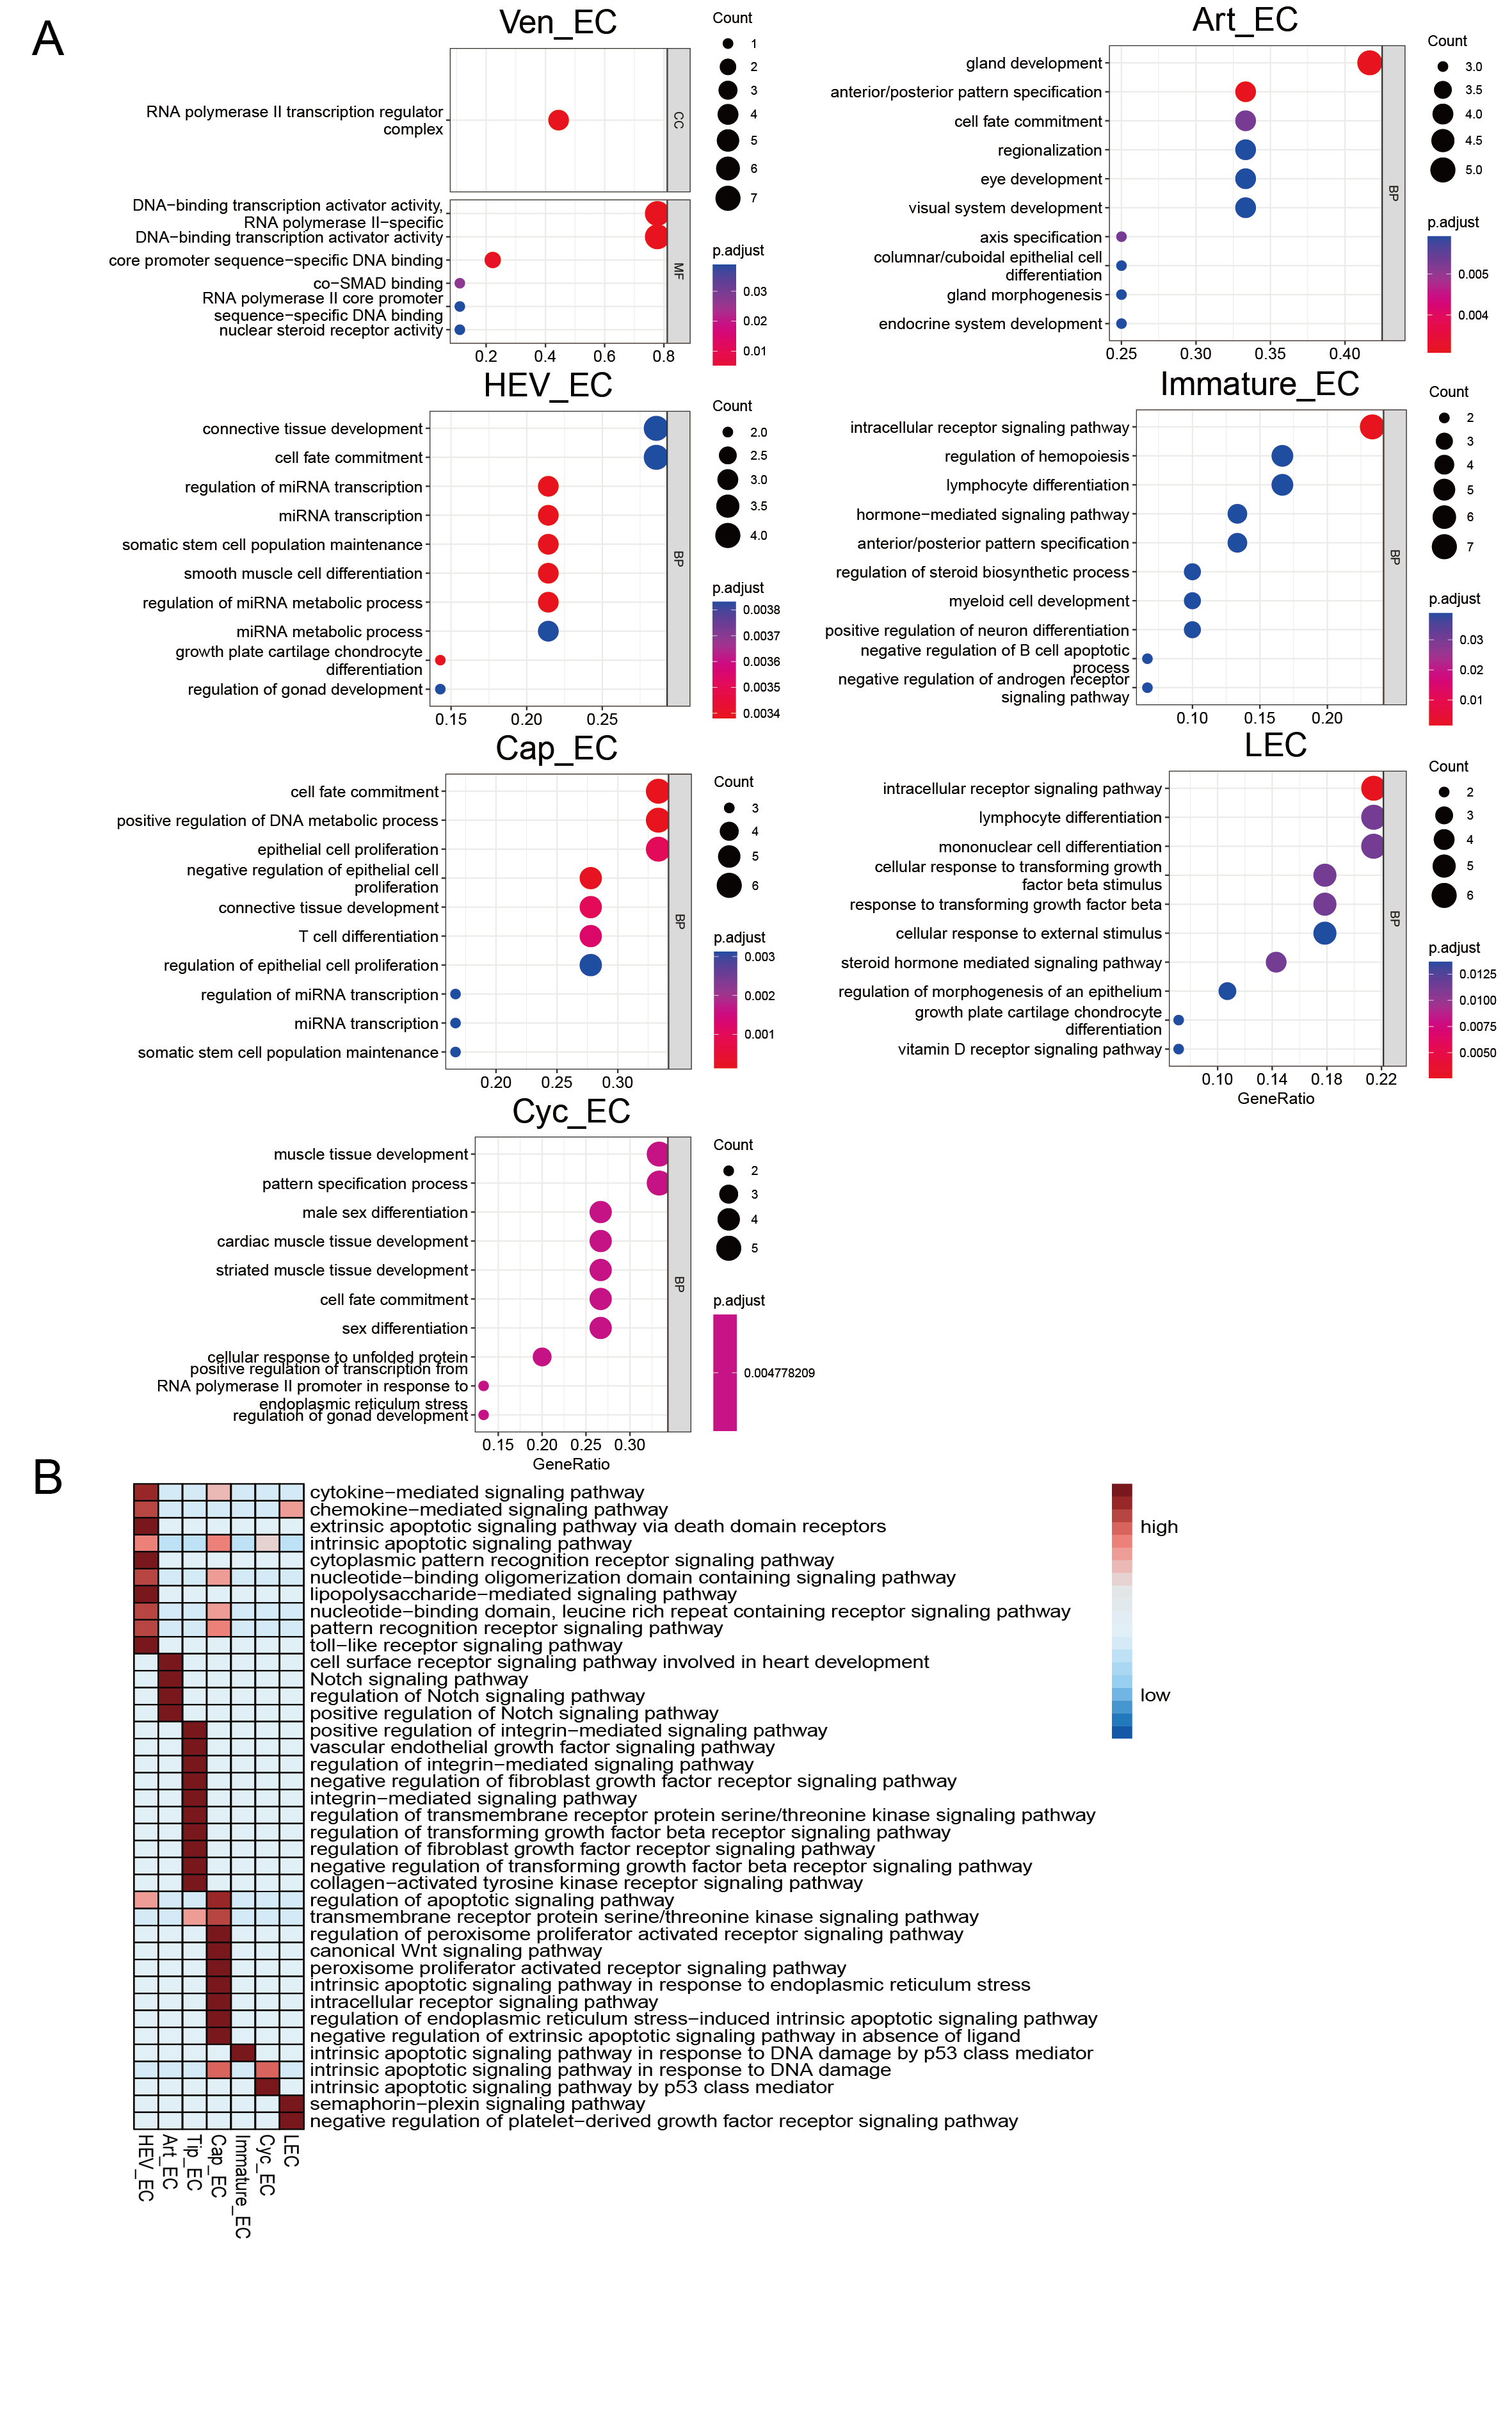 A
Ven_EC
RNA polymerase II transcription regulator
complex
CC
DNA−binding transcription activator activity,
RNA polymerase II−specific
DNA−binding transcription activator activity
core promoter sequence−specific DNA binding
co−SMAD binding
RNA polymerase II core promoter
sequence−specific DNA binding
nuclear steroid receptor activity
MF
0.2 0.4 0.6 0.8
Count
1
2
3
4
5
6
7
p.adjust
0.03
0.02
0.01
Art_EC
gland development
anterior/posterior pattern specification
cell fate commitment
regionalization
eye development
visual system development
axis specification
columnar/cuboidal epithelial cell
differentiation
gland morphogenesis
endocrine system development
BP
0.25 0.30 0.35 0.40
Count
3.0
3.5
4.0
4.5
5.0
p.adjust
0.005
0.004
HEV_EC
connective tissue development
cell fate commitment
regulation of miRNA transcription
miRNA transcription
somatic stem cell population maintenance
smooth muscle cell differentiation
regulation of miRNA metabolic process
miRNA metabolic process
growth plate cartilage chondrocyte
differentiation
regulation of gonad development
BP
0.15 0.20 0.25
Count
2.0
2.5
3.0
3.5
4.0
p.adjust
0.0038
0.0037
0.0036
0.0035
0.0034
Immature_EC
intracellular receptor signaling pathway
regulation of hemopoiesis
lymphocyte differentiation
hormone−mediated signaling pathway
anterior/posterior pattern specification
regulation of steroid biosynthetic process
myeloid cell development
positive regulation of neuron differentiation
negative regulation of B cell apoptotic
process
negative regulation of androgen receptor
signaling pathway
BP
0.10 0.15 0.20
Count
2
3
4
5
6
7
p.adjust
0.03
0.02
0.01
Cap_EC
cell fate commitment
positive regulation of DNA metabolic process
epithelial cell proliferation
negative regulation of epithelial cell
proliferation
connective tissue development
T cell differentiation
regulation of epithelial cell proliferation
regulation of miRNA transcription
miRNA transcription
somatic stem cell population maintenance
BP
0.20 0.25 0.30
Count
3
4
5
6
p.adjust
0.003
0.002
0.001
LEC
intracellular receptor signaling pathway
lymphocyte differentiation
mononuclear cell differentiation
cellular response to transforming growth
factor beta stimulus
response to transforming growth factor beta
cellular response to external stimulus
steroid hormone mediated signaling pathway
regulation of morphogenesis of an epithelium
growth plate cartilage chondrocyte
differentiation
vitamin D receptor signaling pathway
BP
0.10 0.14 0.18 0.22
GeneRatio
Count
2
3
4
5
6
p.adjust
0.0125
0.0100
0.0075
0.0050
Cyc_EC
muscle tissue development
pattern specification process
male sex differentiation
cardiac muscle tissue development
striated muscle tissue development
cell fate commitment
sex differentiation
cellular response to unfolded protein
positive regulation of transcription from
RNA polymerase II promoter in response to
endoplasmic reticulum stress
regulation of gonad development
BP
0.15 0.20 0.25 0.30
GeneRatio
Count
2
3
4
5
p.adjust
0.004778209
B
cytokine−mediated signaling pathway
chemokine−mediated signaling pathway
extrinsic apoptotic signaling pathway via death domain receptors
intrinsic apoptotic signaling pathway
cytoplasmic pattern recognition receptor signaling pathway
nucleotide−binding oligomerization domain containing signaling pathway
lipopolysaccharide−mediated signaling pathway
nucleotide−binding domain, leucine rich repeat containing receptor signaling pathway
pattern recognition receptor signaling pathway
toll−like receptor signaling pathway
cell surface receptor signaling pathway involved in heart development
Notch signaling pathway
regulation of Notch signaling pathway
positive regulation of Notch signaling pathway
positive regulation of integrin−mediated signaling pathway
vascular endothelial growth factor signaling pathway
regulation of integrin−mediated signaling pathway
negative regulation of fibroblast growth factor receptor signaling pathway
integrin−mediated signaling pathway
regulation of transmembrane receptor protein serine/threonine kinase signaling pathway
regulation of transforming growth factor beta receptor signaling pathway
regulation of fibroblast growth factor receptor signaling pathway
negative regulation of transforming growth factor beta receptor signaling pathway
collagen−activated tyrosine kinase receptor signaling pathway
regulation of apoptotic signaling pathway
transmembrane receptor protein serine/threonine kinase signaling pathway
regulation of peroxisome proliferator activated receptor signaling pathway
canonical Wnt signaling pathway
peroxisome proliferator activated receptor signaling pathway
intrinsic apoptotic signaling pathway in response to endoplasmic reticulum stress
intracellular receptor signaling pathway
regulation of endoplasmic reticulum stress−induced intrinsic apoptotic signaling pathway
negative regulation of extrinsic apoptotic signaling pathway in absence of ligand
intrinsic apoptotic signaling pathway in response to DNA damage by p53 class mediator
intrinsic apoptotic signaling pathway in response to DNA damage
intrinsic apoptotic signaling pathway by p53 class mediator
semaphorin−plexin signaling pathway
negative regulation of platelet−derived growth factor receptor signaling pathway
HEV_EC
Art_EC
Tip_EC
Cap_EC
Immature_EC
Cyc_EC
LEC
high
low